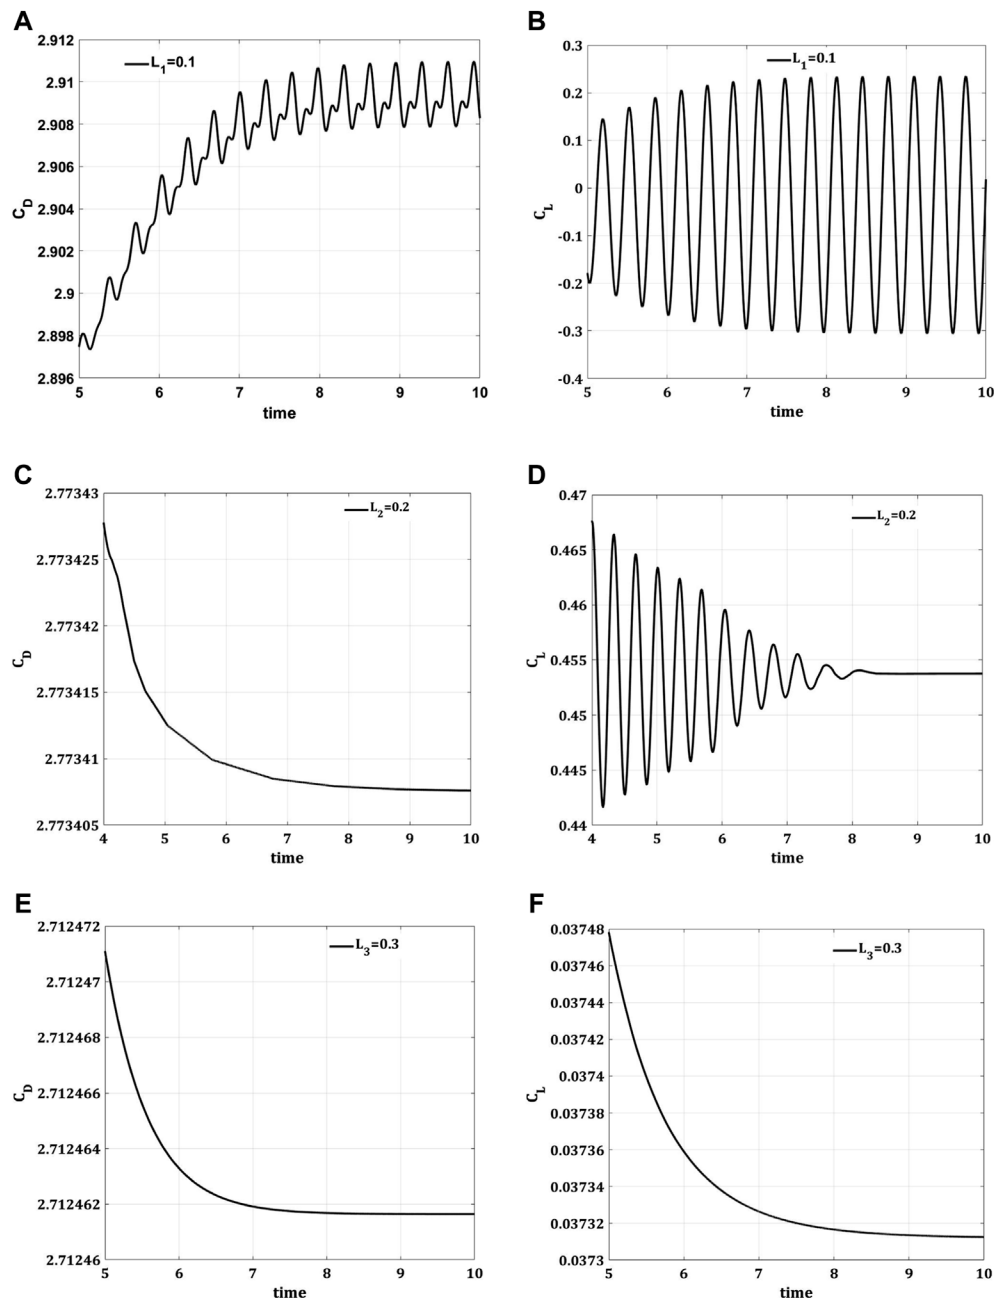 A
2.912
2.91
2.908
2.906
2.904
2.902
2.9
2.898
2.896
C_D
L_1=0.1
5 6 7 8 9 10
time
B
0.3
0.2
0.1
0
-0.1
-0.2
-0.3
-0.4
C_L
L_1=0.1
5 6 7 8 9 10
time
C
2.77343
2.773425
2.77342
2.773415
2.77341
2.773405
C_D
L_2=0.2
4 5 6 7 8 9 10
time
D
0.47
0.465
0.46
0.455
0.45
0.445
0.44
C_L
L_2=0.2
4 5 6 7 8 9 10
time
E
2.712472
2.71247
2.712468
2.712466
2.712464
2.712462
2.71246
C_D
L_3=0.3
5 6 7 8 9 10
time
F
0.03748
0.03746
0.03744
0.03742
0.0374
0.03738
0.03736
0.03734
0.03732
0.0373
C_L
L_3=0.3
5 6 7 8 9 10
time